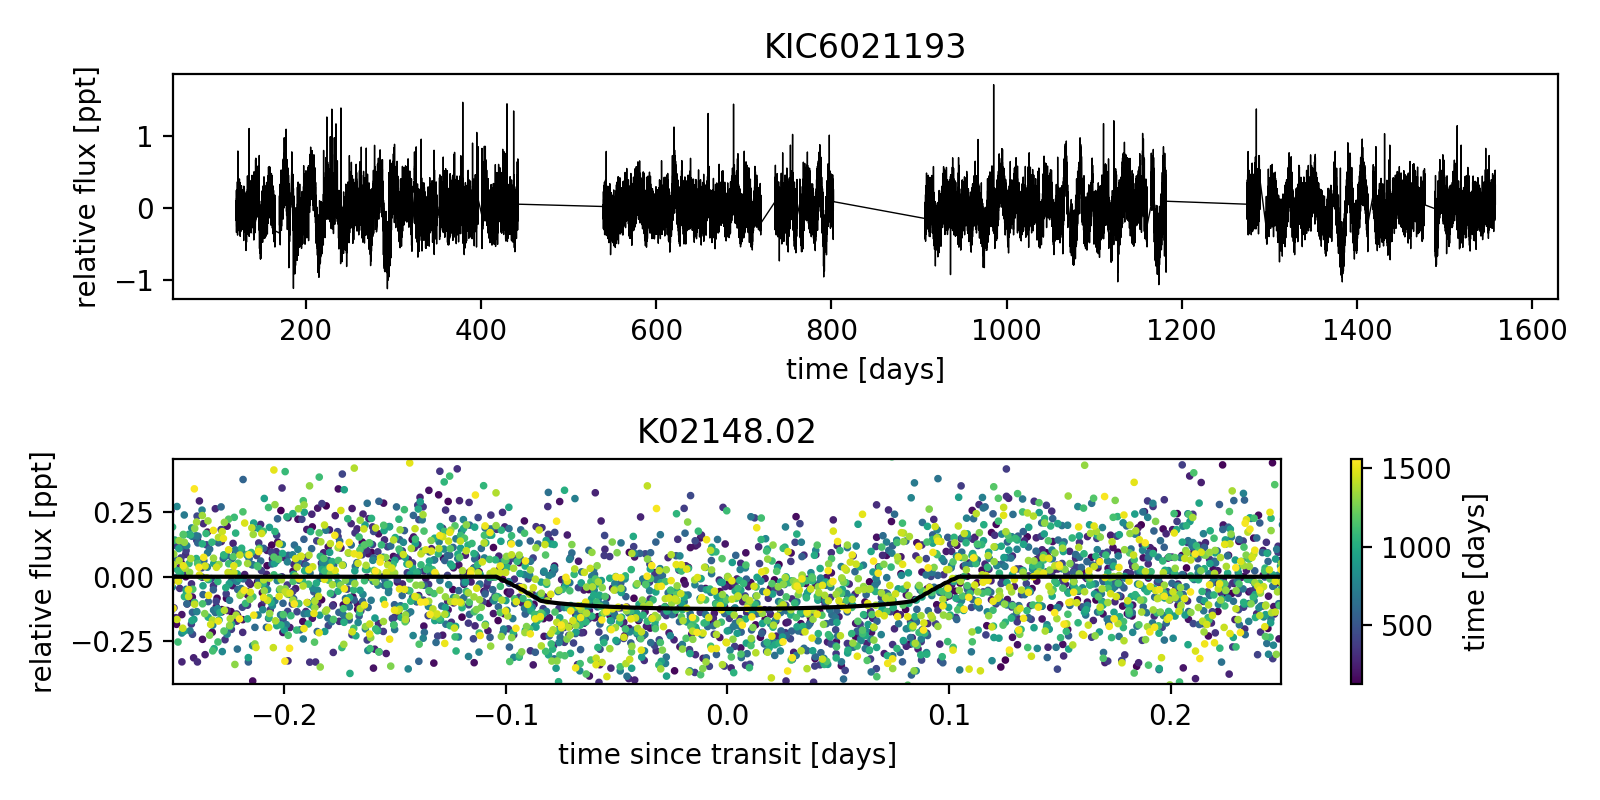 KIC6021193
relative flux [ppt]
1
0
−1
200 400 600 800 1000 1200 1400 1600
time [days]
K02148.02
relative flux [ppt]
0.25
0.00
−0.25
−0.2 −0.1 0.0 0.1 0.2
time since transit [days]
1500
1000
500
time [days]